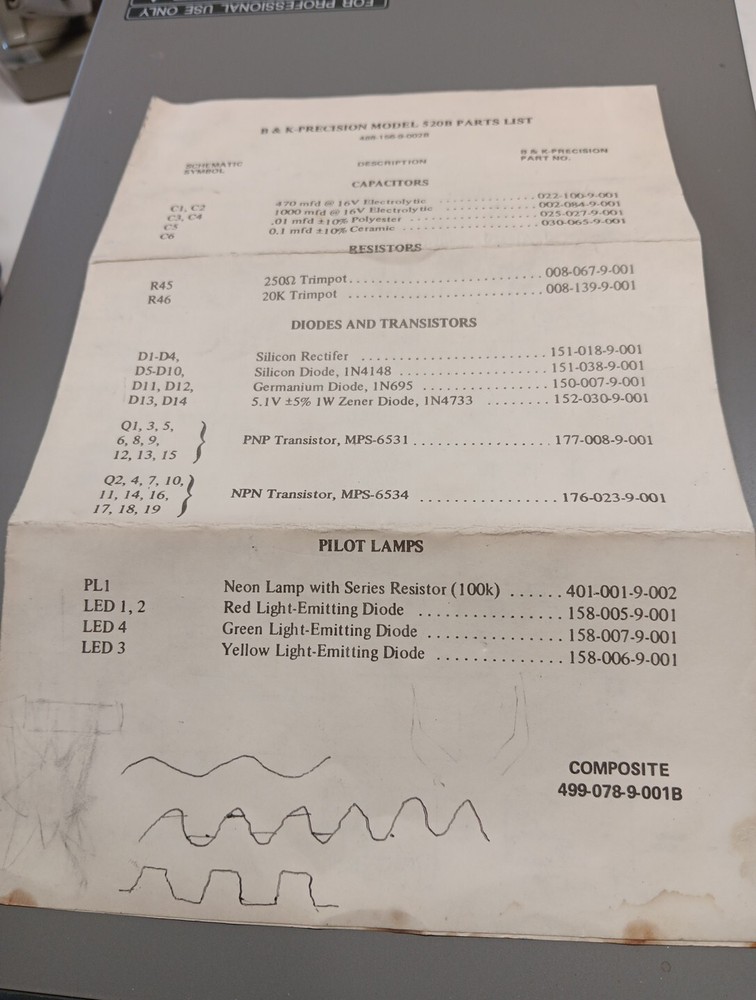 FOR PROFESSIONAL USE ONLY
B & K-PRECISION MODEL 520B PARTS LIST
SCHEMATIC SYMBOL DESCRIPTION B & K-PRECISION PART NO.
CAPACITORS
C1, C2 470 mfd @ 16V Electrolytic 022-100-9-001
C3, C4 1000 mfd @ 16V Electrolytic 002-084-9-001
C5 .01 mfd ±10% Polyester 025-027-9-001
C6 0.1 mfd ±10% Ceramic 030-065-9-001
RESISTORS
R45 250Ω Trimpot 008-067-9-001
R46 20K Trimpot 008-139-9-001
DIODES AND TRANSISTORS
D1-D4, Silicon Rectifer 151-018-9-001
D5-D10, Silicon Diode, 1N4148 151-038-9-001
D11, D12, Germanium Diode, 1N695 150-007-9-001
D13, D14 5.1V ±5% 1W Zener Diode, 1N4733 152-030-9-001
Q1, 3, 5,
6, 8, 9, PNP Transistor, MPS-6531 177-008-9-001
12, 13, 15
Q2, 4, 7, 10,
11, 14, 16, NPN Transistor, MPS-6534 176-023-9-001
17, 18, 19
PILOT LAMPS
PL1 Neon Lamp with Series Resistor (100k) 401-001-9-002
LED 1, 2 Red Light-Emitting Diode 158-005-9-001
LED 4 Green Light-Emitting Diode 158-007-9-001
LED 3 Yellow Light-Emitting Diode 158-006-9-001
COMPOSITE
499-078-9-001B